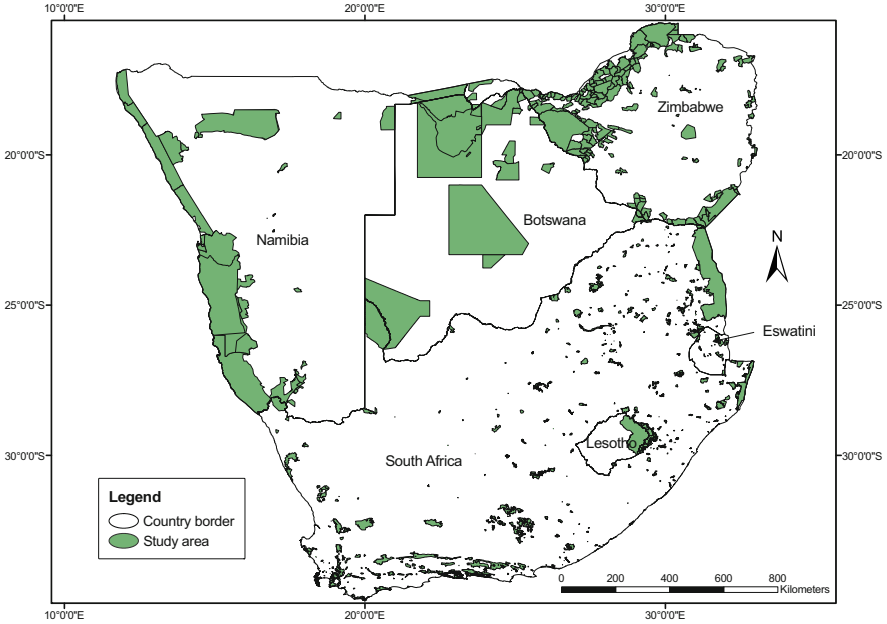 10°0'0"E 20°0'0"E 30°0'0"E
Zimbabwe
20°0'0"S 20°0'0"S
Botswana
Namibia
N
25°0'0"S 25°0'0"S
Eswatini
30°0'0"S 30°0'0"S
Lesotho
South Africa
Legend
Country border
Study area
0 200 400 600 800
Kilometers
10°0'0"E 20°0'0"E 30°0'0"E